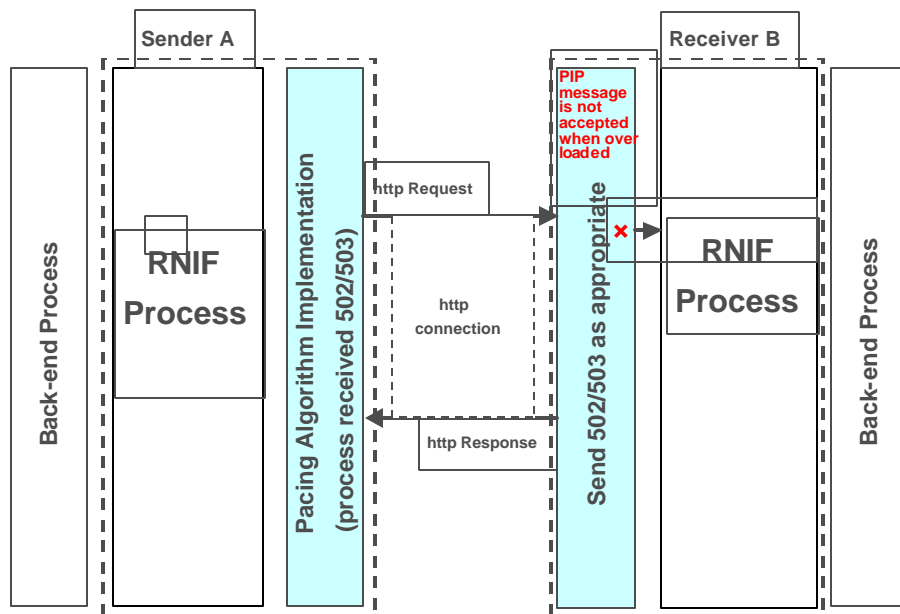 Sender A
Receiver B
PIP
message
is not
accepted
when over
loaded
http Request
RNIF
Process
RNIF
Process
http
connection
http Response
Back-end Process
Pacing Algorithm Implementation
(process received 502/503)
Send 502/503 as appropriate
Back-end Process